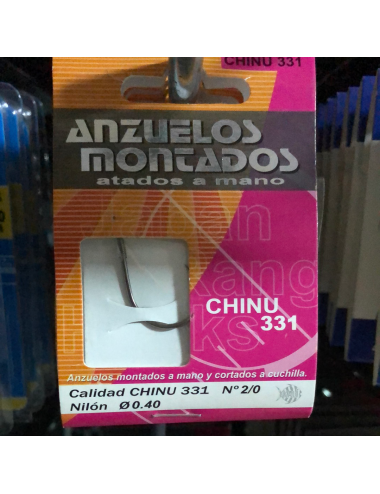 CHINU 331
ANZUELOS
MONTADOS
atados a mano
CHINU
331
Anzuelos montados a mano y cortados a cuchilla.
Calidad CHINU 331 Nº 2/0
Nilón Ø 0.40